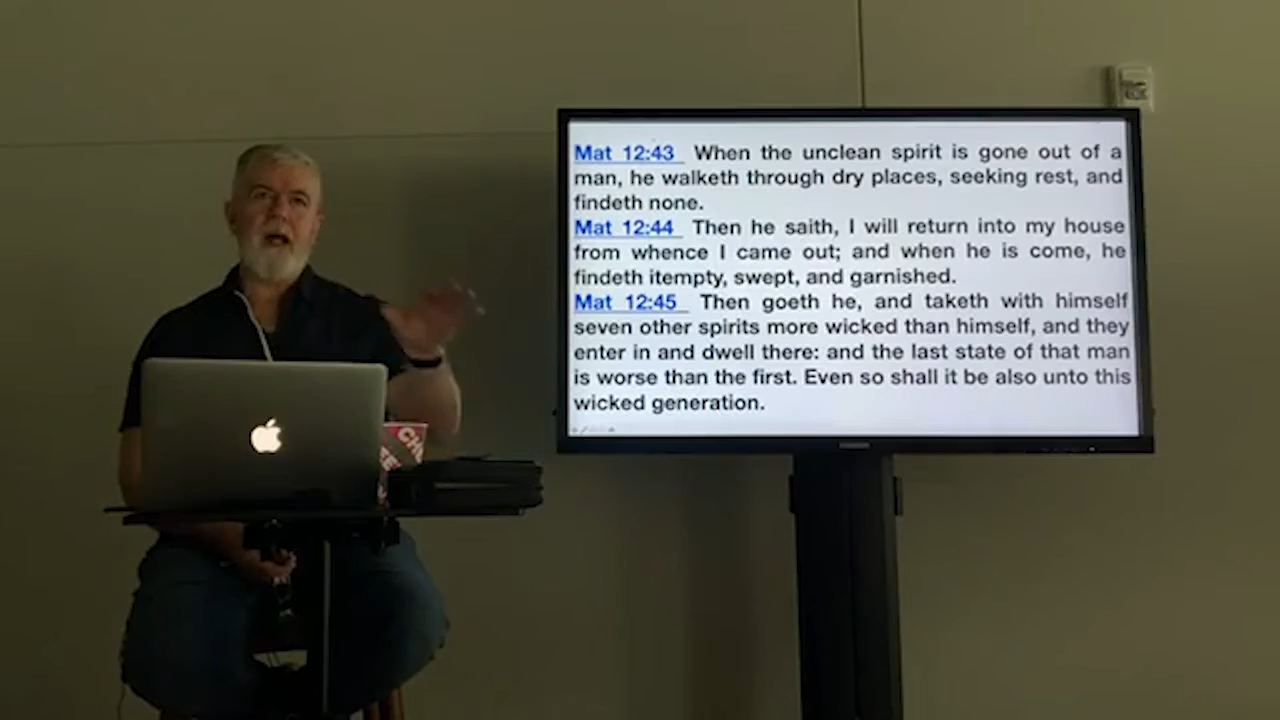 Mat 12:43 When the unclean spirit is gone out of a
man, he walketh through dry places, seeking rest, and
findeth none.
Mat 12:44 Then he saith, I will return into my house
from whence I came out; and when he is come, he
findeth itempty, swept, and garnished.
Mat 12:45 Then goeth he, and taketh with himself
seven other spirits more wicked than himself, and they
enter in and dwell there: and the last state of that man
is worse than the first. Even so shall it be also unto this
wicked generation.